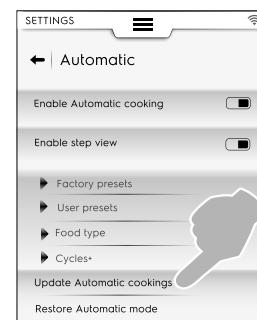 SETTINGS
Automatic
Enable Automatic cooking
Enable step view
Factory presets
User presets
Food type
Cycles+
Update Automatic cookings
Restore Automatic mode